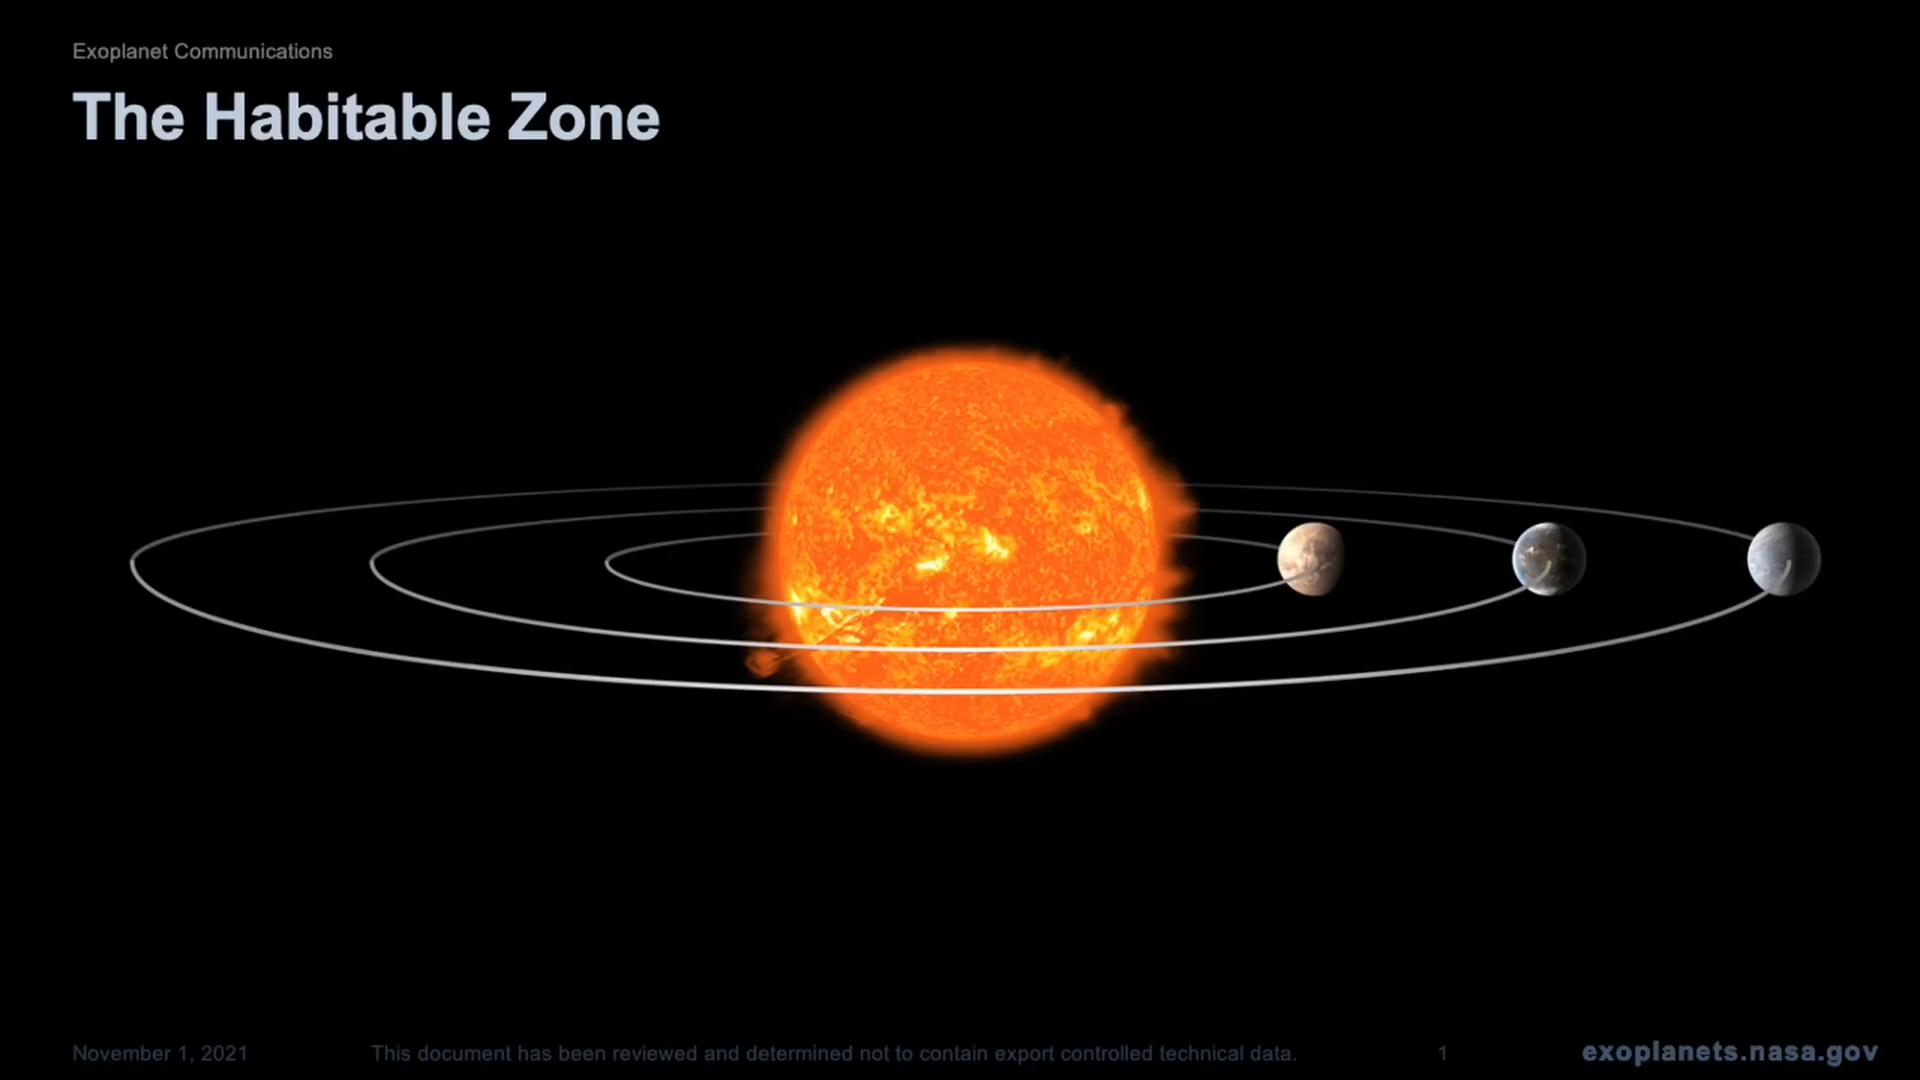 Exoplanet Communications
The Habitable Zone
November 1, 2021
This document has been reviewed and determined not to contain export controlled technical data.
1
exoplanets.nasa.gov